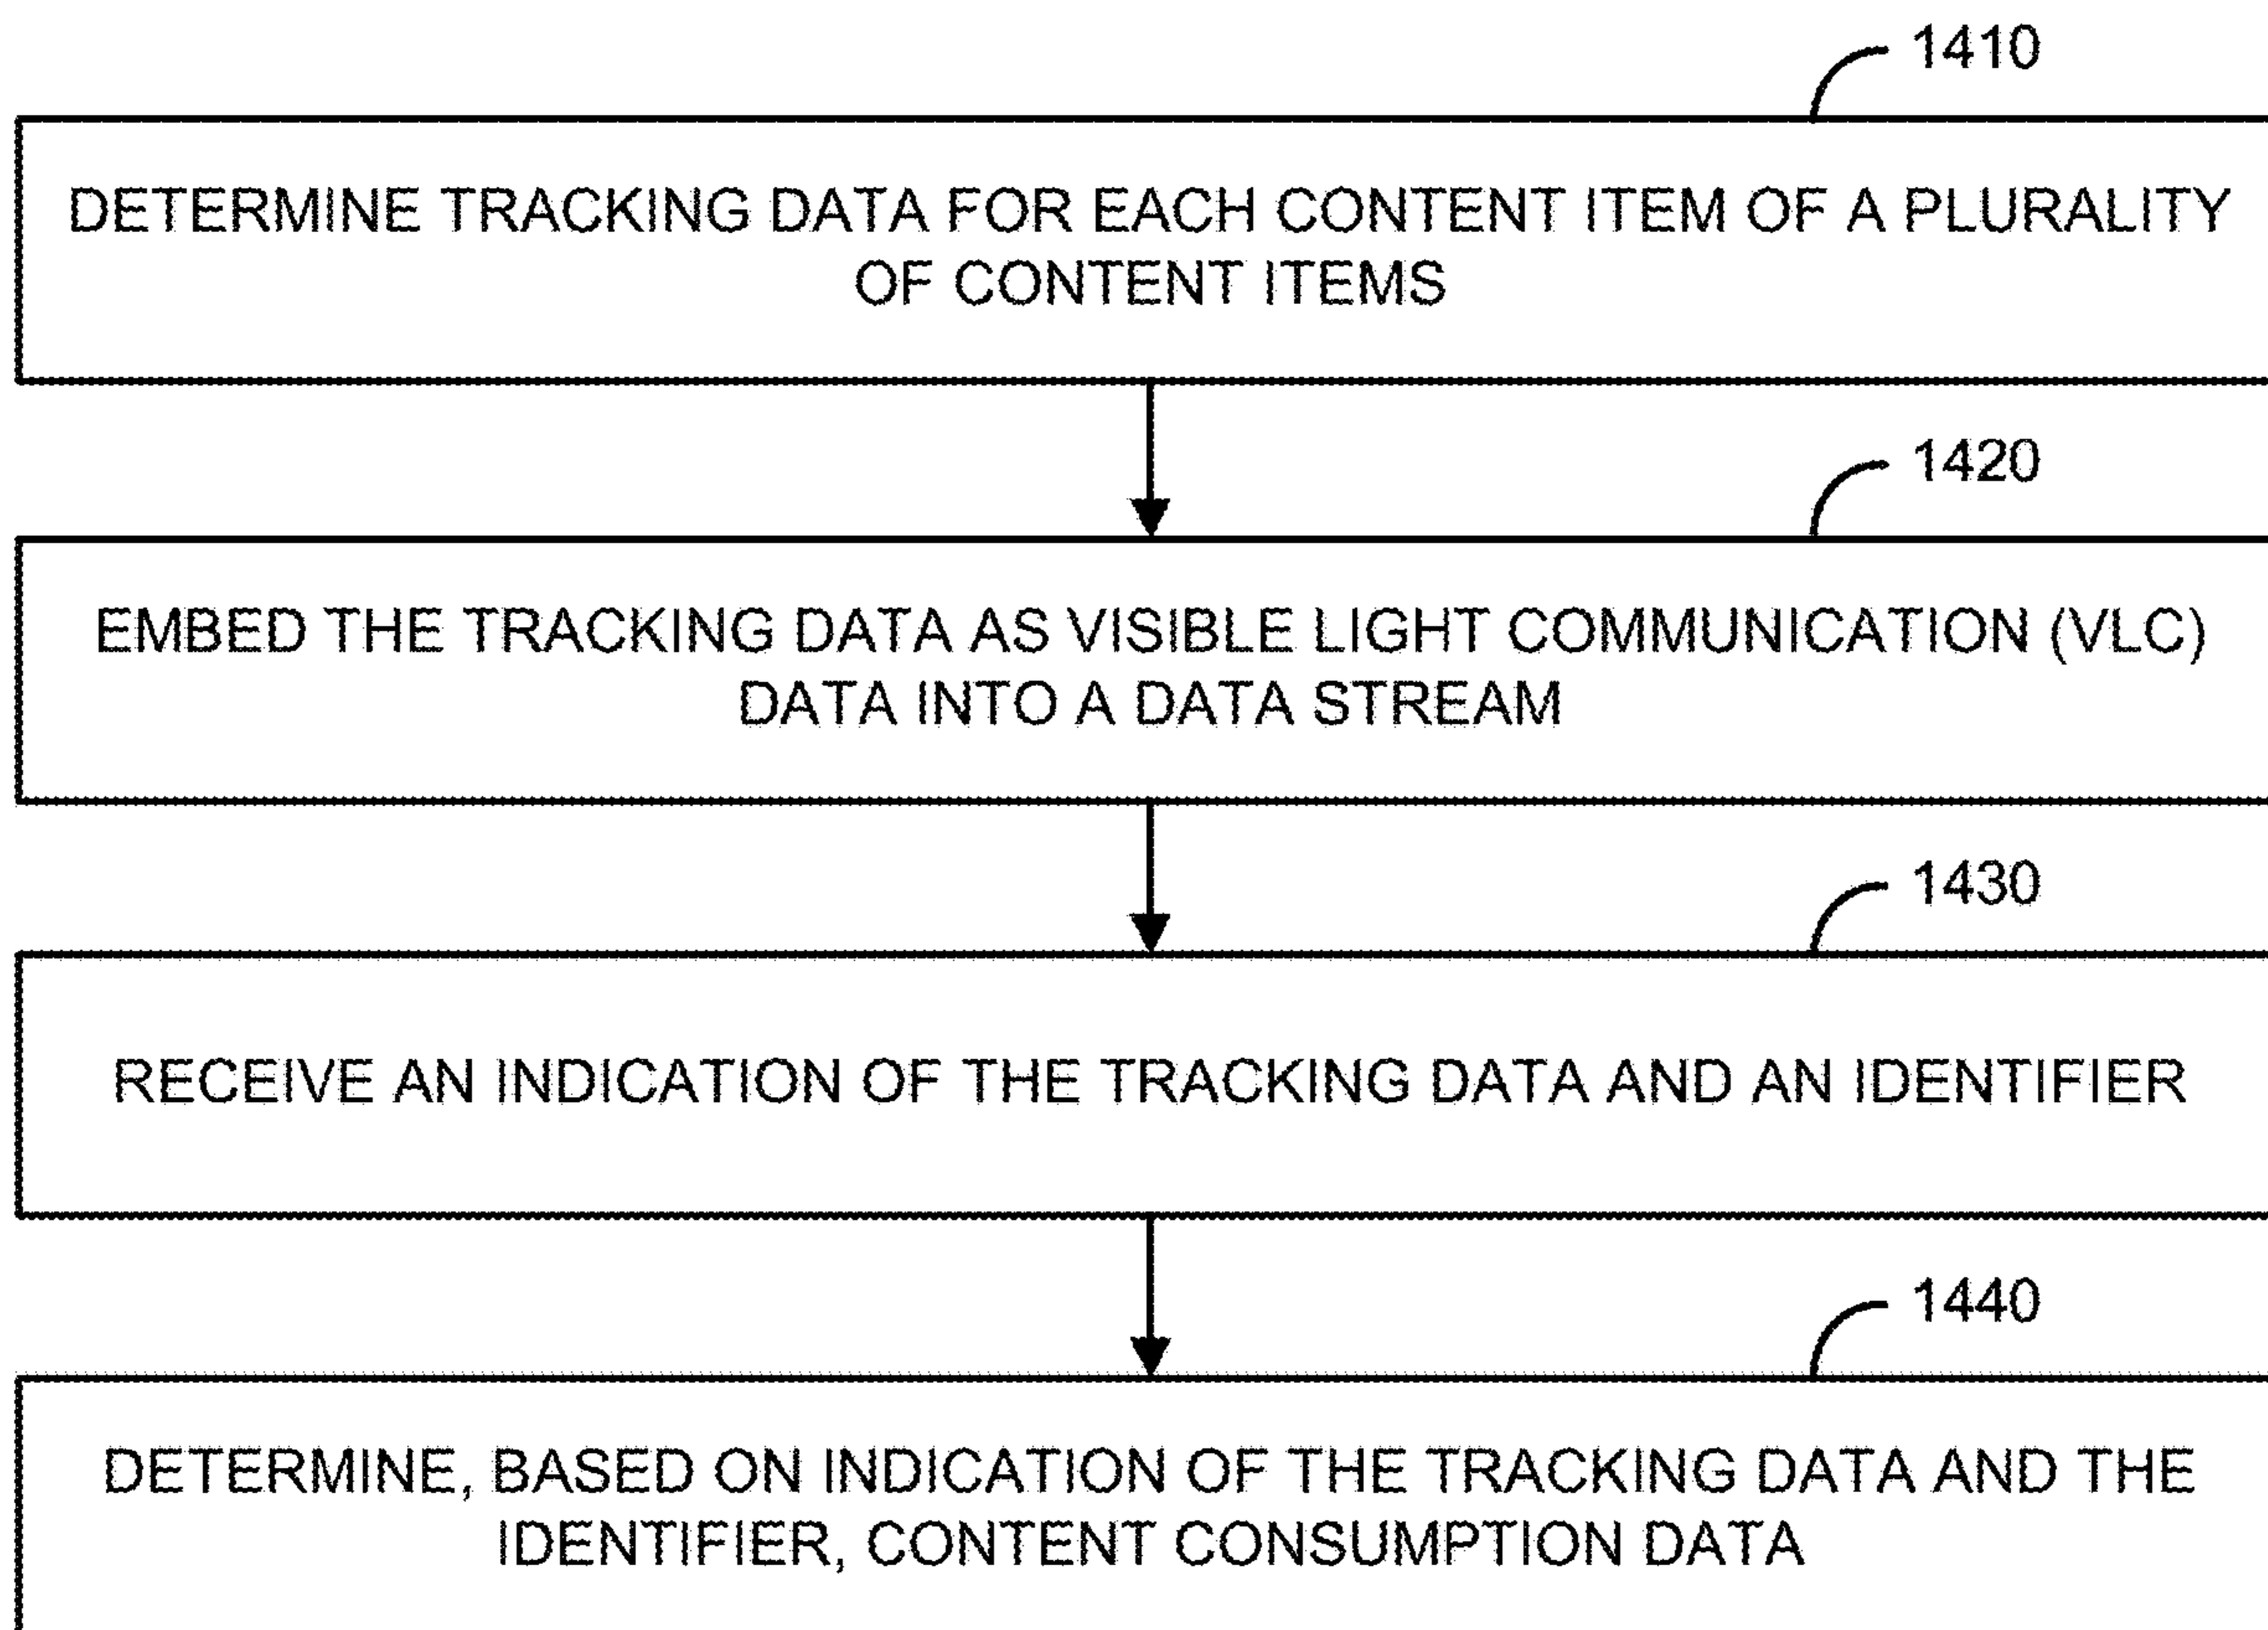 1410
DETERMINE TRACKING DATA FOR EACH CONTENT ITEM OF A PLURALITY
OF CONTENT ITEMS
1420
EMBED THE TRACKING DATA AS VISIBLE LIGHT COMMUNICATION (VLC)
DATA INTO A DATA STREAM
1430
RECEIVE AN INDICATION OF THE TRACKING DATA AND AN IDENTIFIER
1440
DETERMINE, BASED ON INDICATION OF THE TRACKING DATA AND THE
IDENTIFIER, CONTENT CONSUMPTION DATA